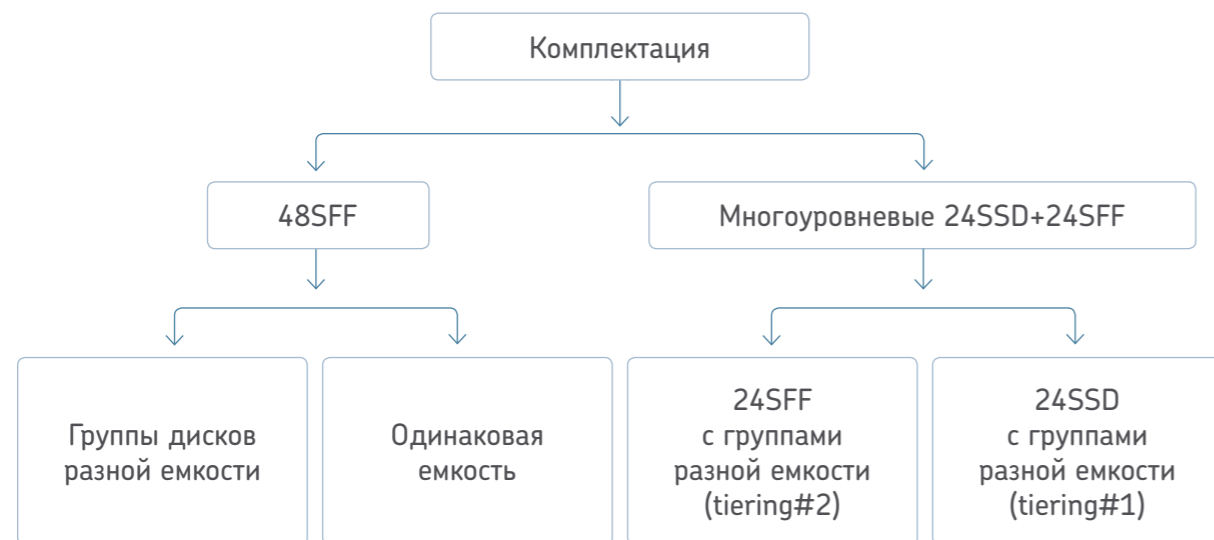 Комплектация
48SFF
Многоуровневые 24SSD+24SFF
Группы дисков
разной емкости
Одинаковая
емкость
24SFF
с группами
разной емкости
(tiering#2)
24SSD
с группами
разной емкости
(tiering#1)